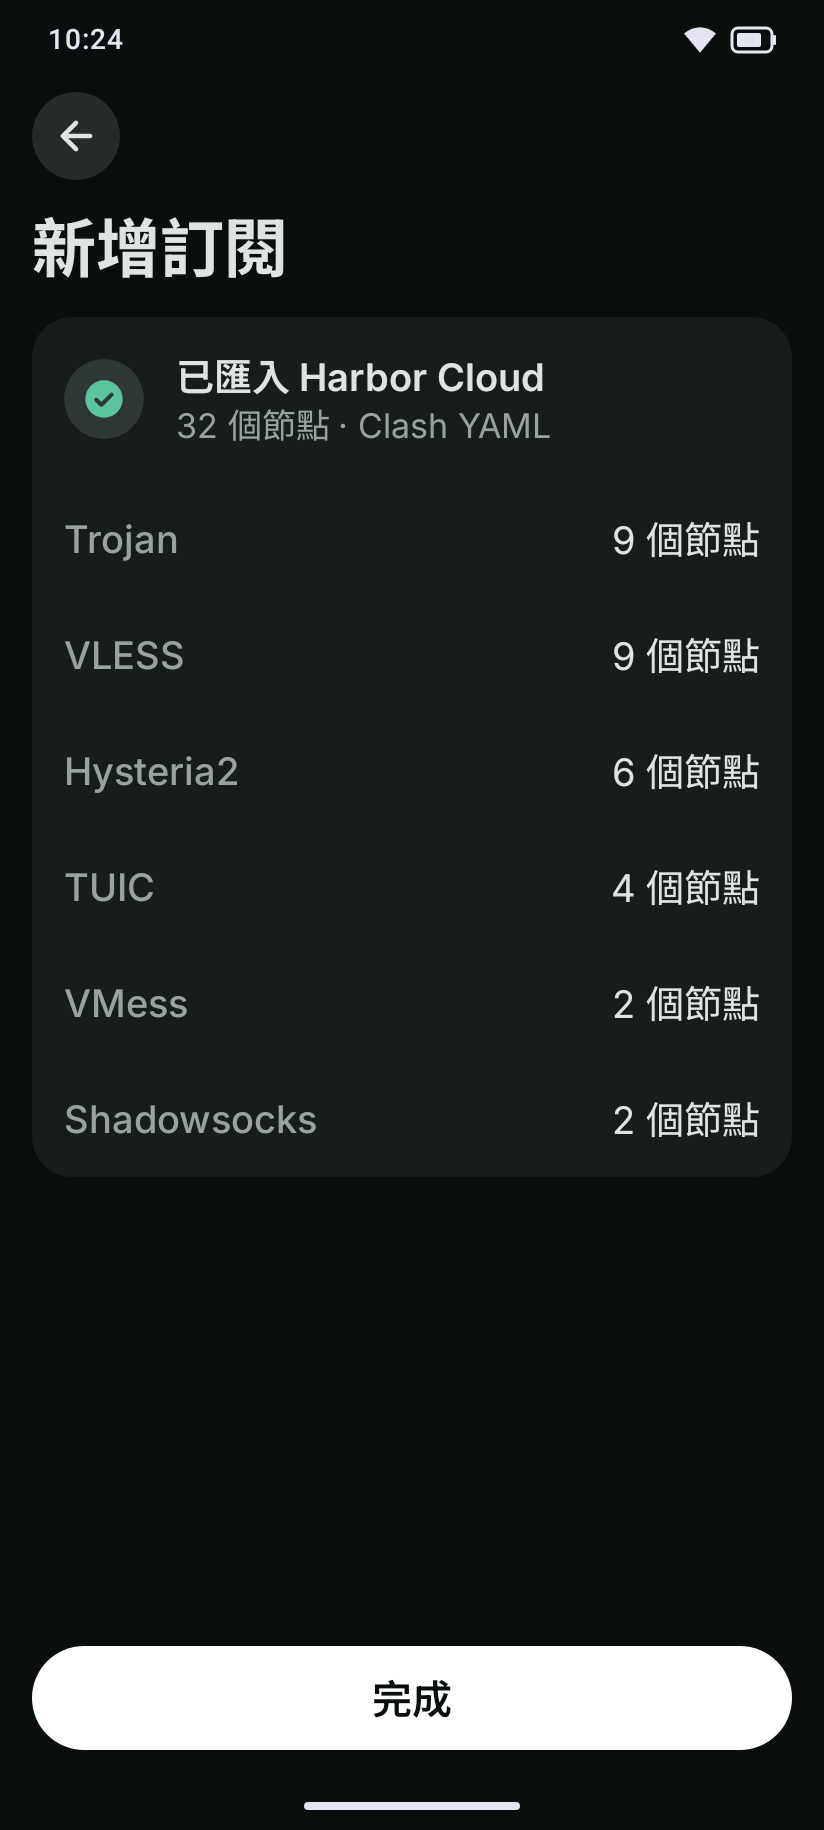 10:24
新增訂閱
已匯入 Harbor Cloud
32 個節點 · Clash YAML
Trojan 9 個節點
VLESS 9 個節點
Hysteria2 6 個節點
TUIC 4 個節點
VMess 2 個節點
Shadowsocks 2 個節點
完成